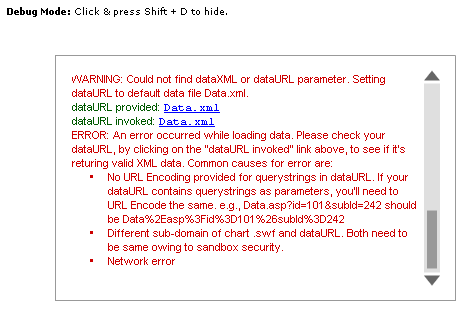 Debug Mode: Click & press Shift + D to hide.
WARNING: Could not find dataXML or dataURL parameter. Setting
dataURL to default data file Data.xml.
dataURL provided: Data.xml
dataURL invoked: Data.xml
ERROR: An error occurred while loading data. Please check your
dataURL, by clicking on the "dataURL invoked" link above, to see if it's
returing valid XML data. Common causes for error are:
• No URL Encoding provided for querystrings in dataURL. If your
dataURL contains querystrings as parameters, you'll need to
URL Encode the same. e.g., Data.asp?id=101&subId=242 should
be Data%2Easp%3Fid%3D101%26subId%3D242
• Different sub-domain of chart .swf and dataURL. Both need to
be same owing to sandbox security.
• Network error